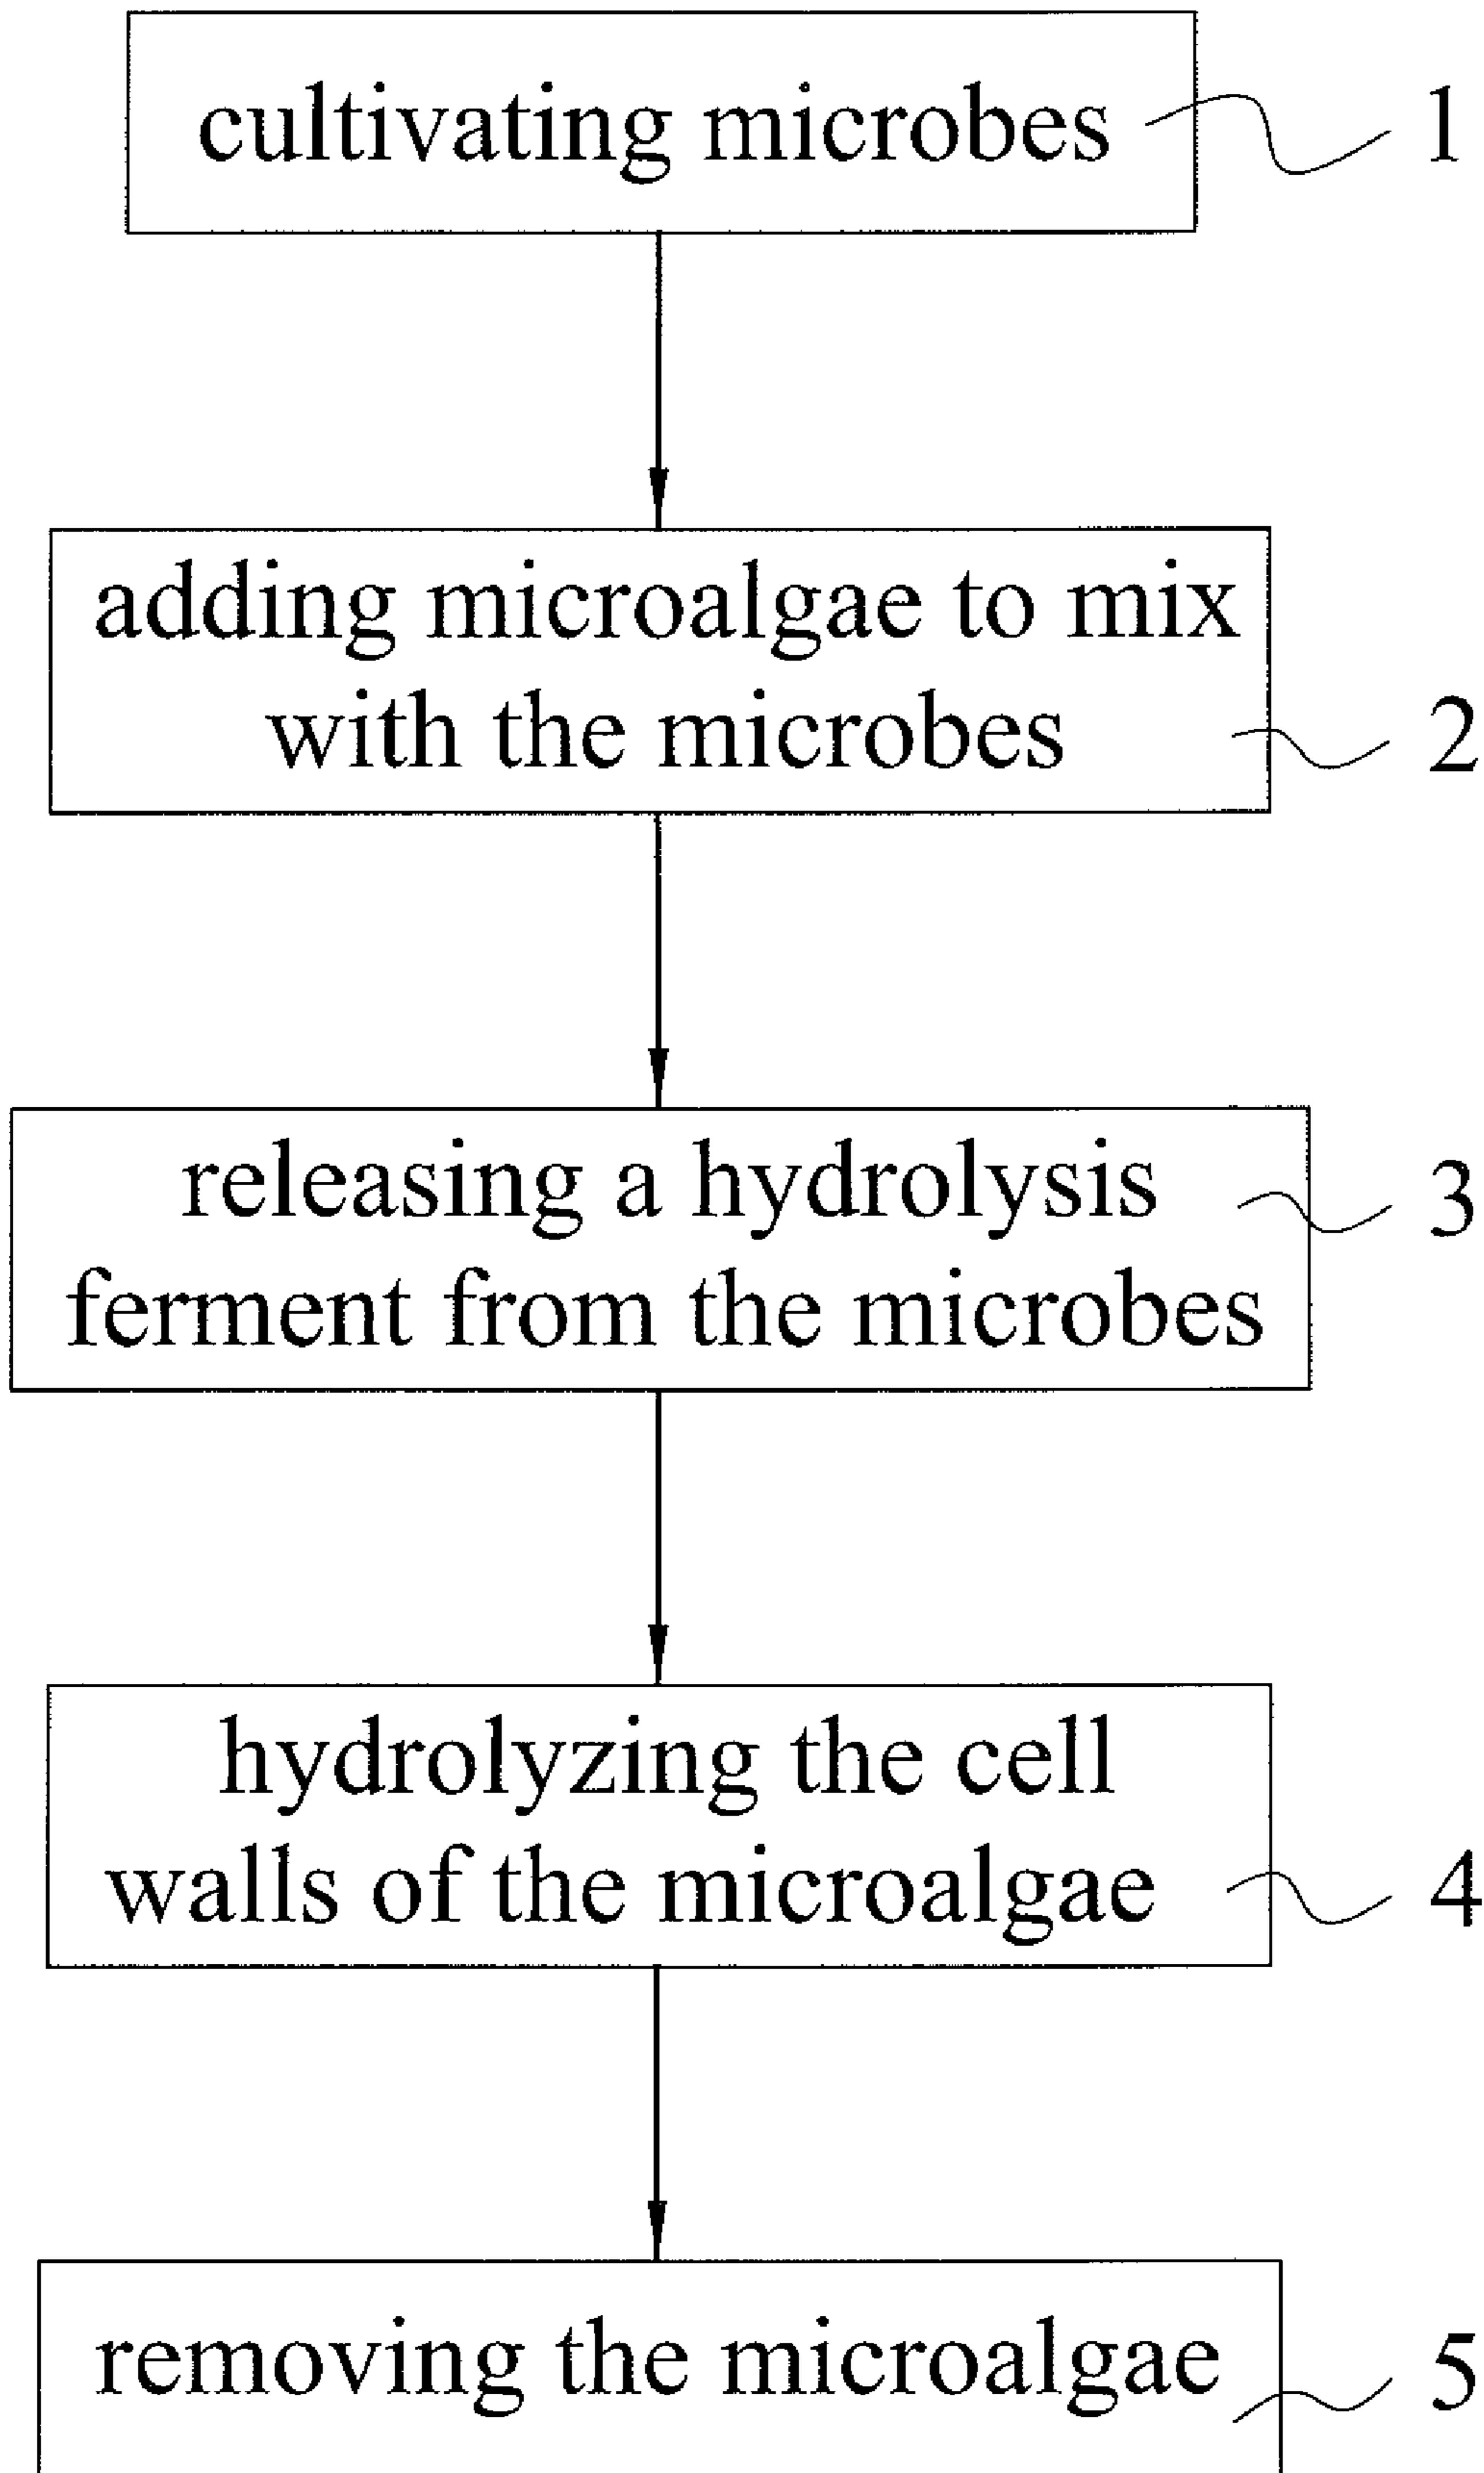 cultivating microbes
1
adding microalgae to mix
with the microbes
2
releasing a hydrolysis
3
ferment from the microbes
hydrolyzing the cell
walls of the microalgae
4
removing the microalgae
5